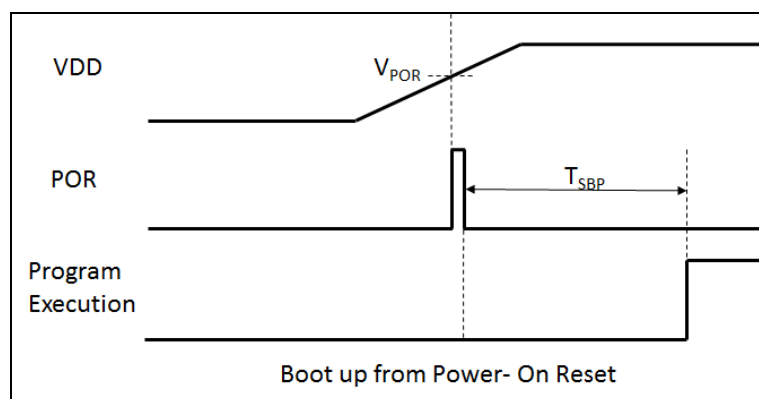 VDD
VPOR
POR
TSBP
Program
Execution
Boot up from Power- On Reset